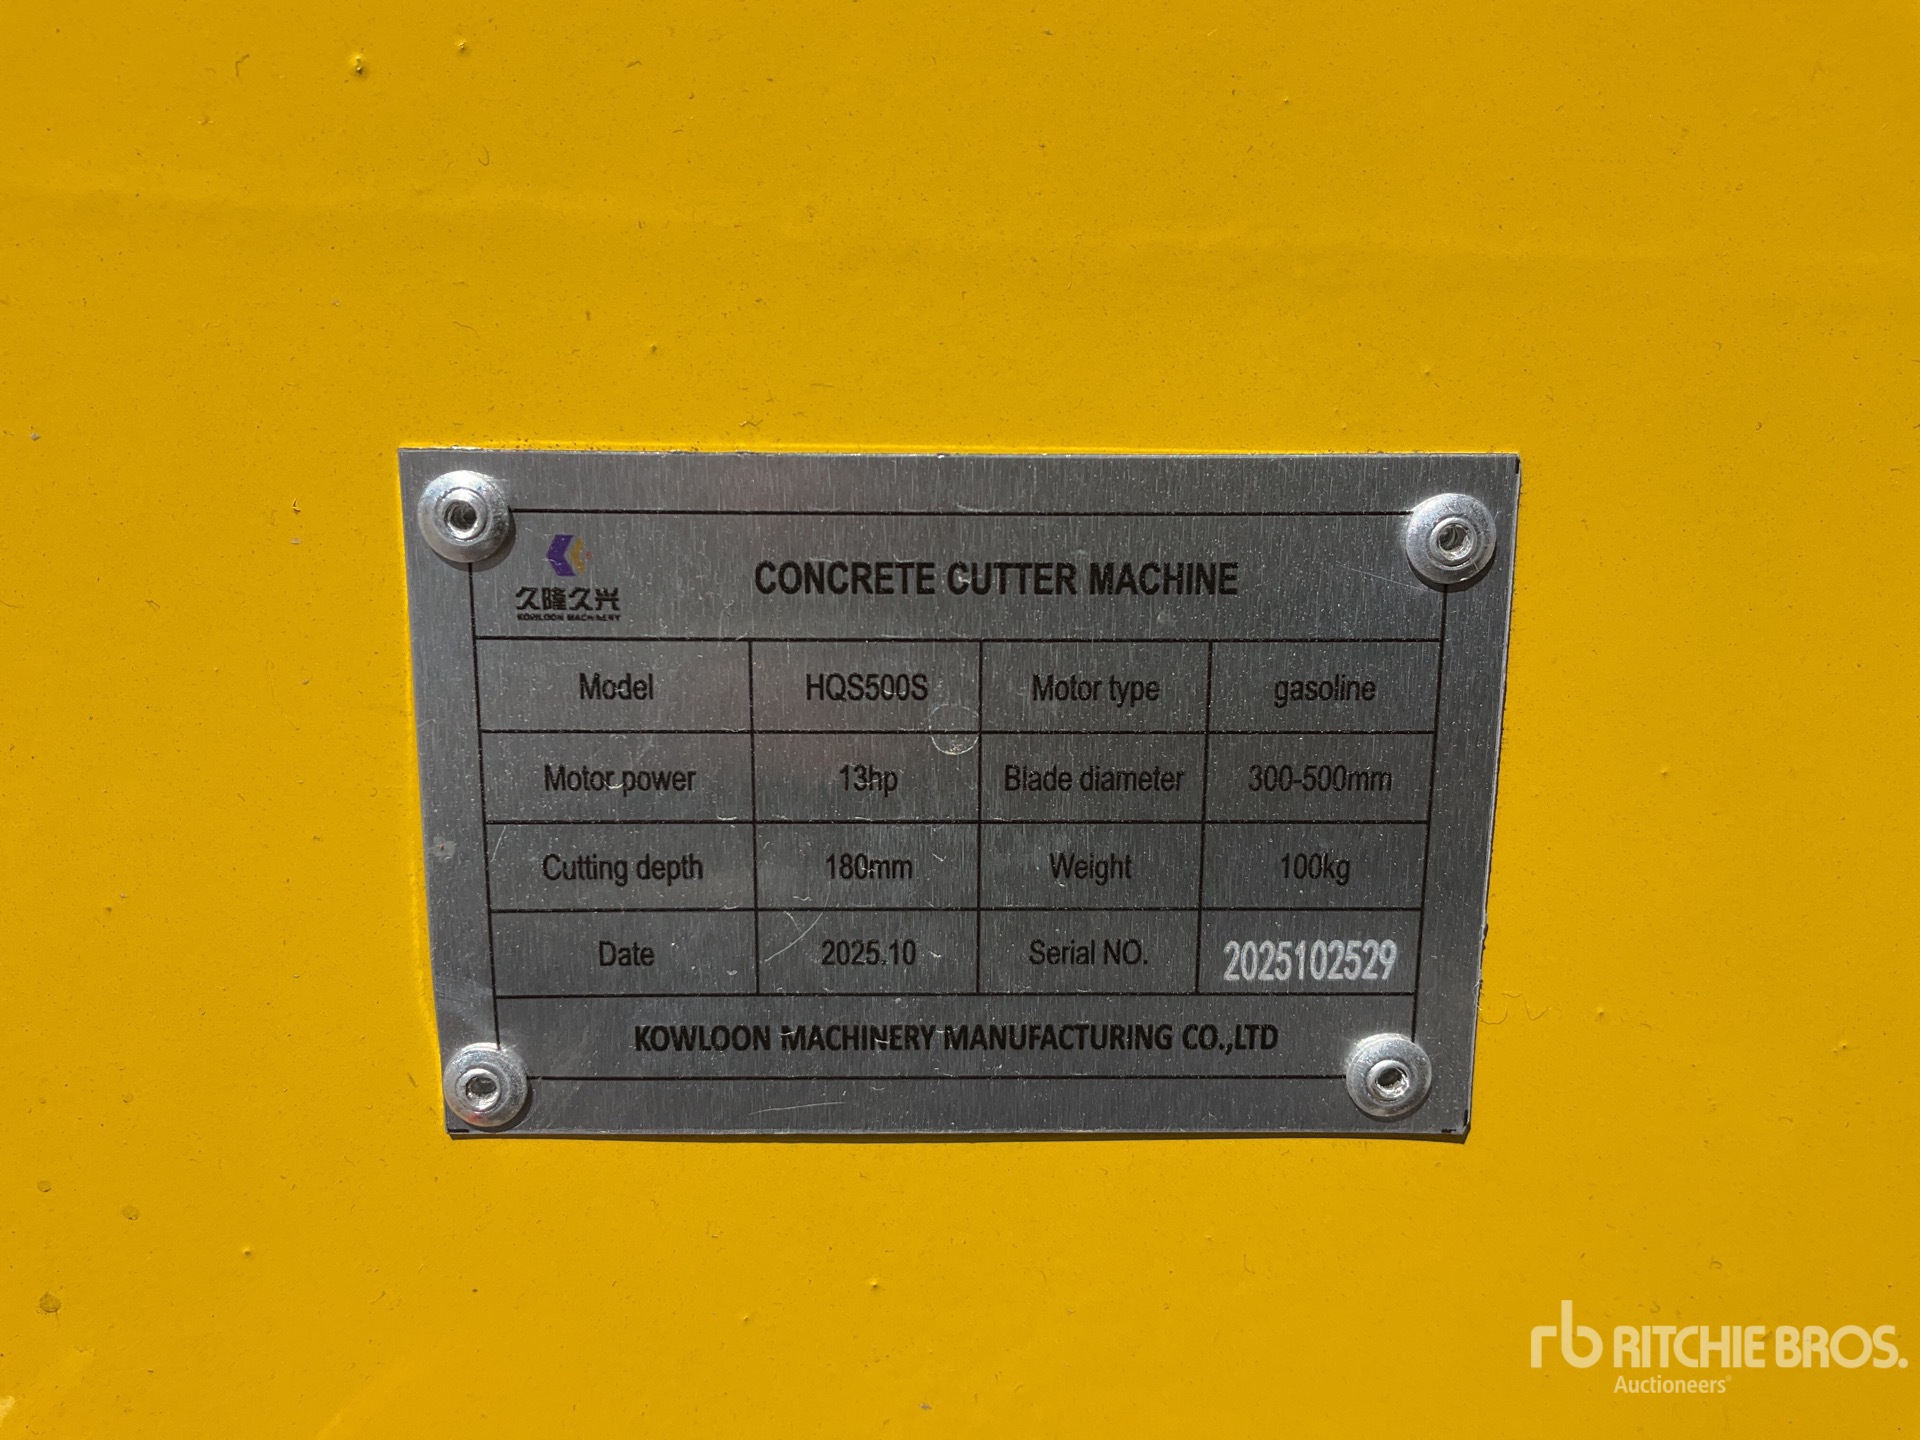 久隆久兴
KOWLOON MACHINERY
CONCRETE CUTTER MACHINE
Model HQS500S Motor type gasoline
Motor power 13hp Blade diameter 300-500mm
Cutting depth 180mm Weight 100kg
Date 2025.10 Serial NO. 2025102529
KOWLOON MACHINERY MANUFACTURING CO.,LTD
rb RITCHIE BROS.
Auctioneers